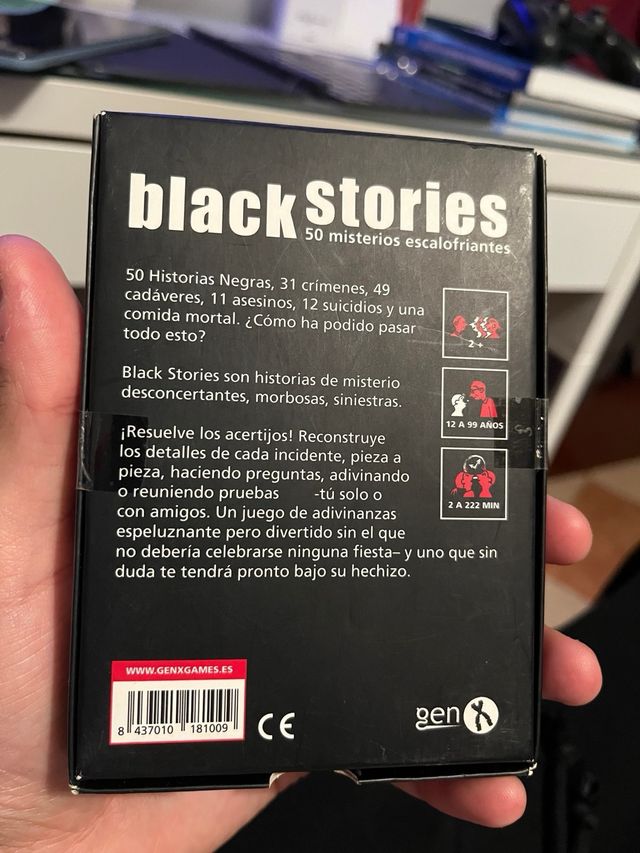 black stories
50 misterios escalofriantes
50 Historias Negras, 31 crímenes, 49
cadáveres, 11 asesinos, 12 suicidios y una
comida mortal. ¿Cómo ha podido pasar
todo esto?
2 +
Black Stories son historias de misterio
desconcertantes, morbosas, siniestras.
12 A 99 AÑOS
¡Resuelve los acertijos! Reconstruye
los detalles de cada incidente, pieza a
pieza, haciendo preguntas, adivinando
o reuniendo pruebas -tú solo o
con amigos. Un juego de adivinanzas
espeluznante pero divertido sin el que
no debería celebrarse ninguna fiesta– y uno que sin
duda te tendrá pronto bajo su hechizo.
2 A 222 MIN
WWW.GENXGAMES.ES
8 437010 181009
CE
gen X